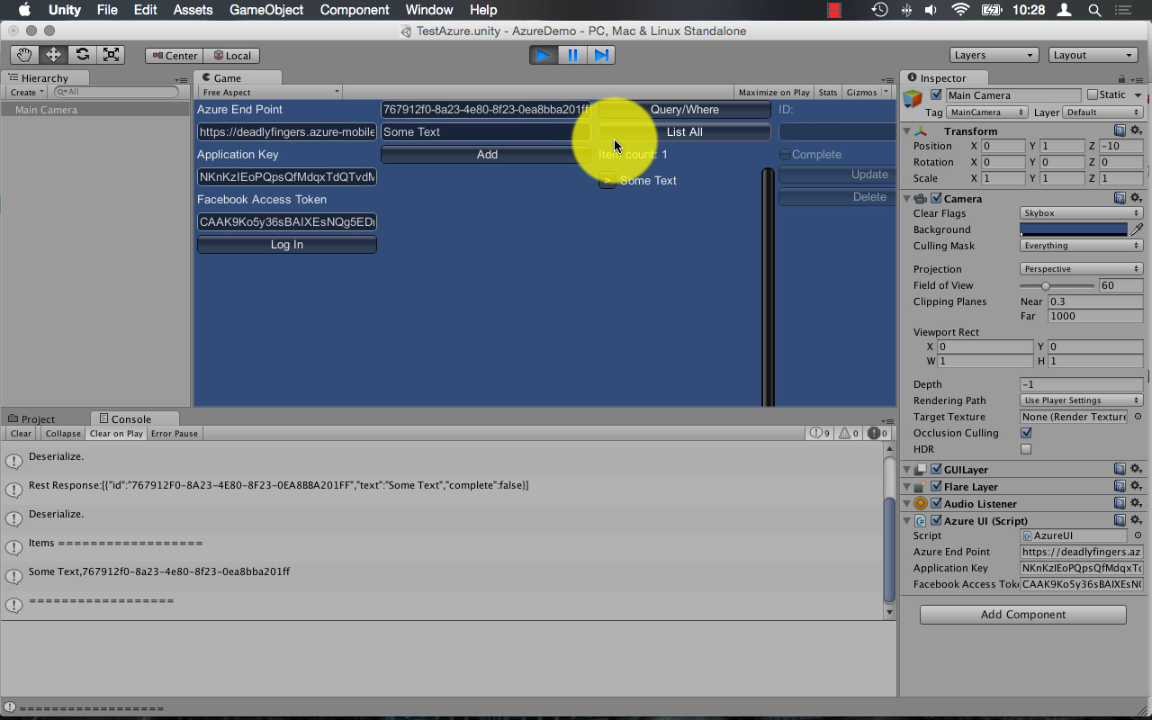 Unity File Edit Assets GameObject Component Window Help 10:28
TestAzure.unity - AzureDemo - PC, Mac & Linux Standalone
Center Local Layers Layout
Hierarchy
Create All
Main Camera
Game
Free Aspect Maximize on Play Stats Gizmos
Azure End Point 767912f0-8a23-4e80-8f23-0ea8bba201ff Query/Where ID:
https://deadlyfingers.azure-mobile Some Text List All
Application Key Add Item count: 1 Complete
NKnKzIEoPQpsQfMdqxTdQTvdM > Some Text Update
Facebook Access Token Delete
CAAK9Ko5y36sBAIXEsNQg5ED
Log In
Project Console
Clear Collapse Clear on Play Error Pause 9 0 0
Deserialize.
Rest Response:[{"id":"767912F0-8A23-4E80-8F23-0EA8BBA201FF","text":"Some Text","complete":false}]
Deserialize.
Items ==================
Some Text,767912f0-8a23-4e80-8f23-0ea8bba201ff
==================
==================
Inspector
Main Camera Static
Tag MainCamera Layer Default
Transform
Position X 0 Y 1 Z -10
Rotation X 0 Y 0 Z 0
Scale X 1 Y 1 Z 1
Camera
Clear Flags Skybox
Background
Culling Mask Everything
Projection Perspective
Field of View 60
Clipping Planes Near 0.3
Far 1000
Viewport Rect
X 0 Y 0
W 1 H 1
Depth -1
Rendering Path Use Player Settings
Target Texture None (Render Texture
Occlusion Culling
HDR
GUILayer
Flare Layer
Audio Listener
Azure UI (Script)
Script AzureUI
Azure End Point https://deadlyfingers.az
Application Key NKnKzIEoPQpsQfMdqxT
Facebook Access Tok CAAK9Ko5y36sBAIXEsN
Add Component